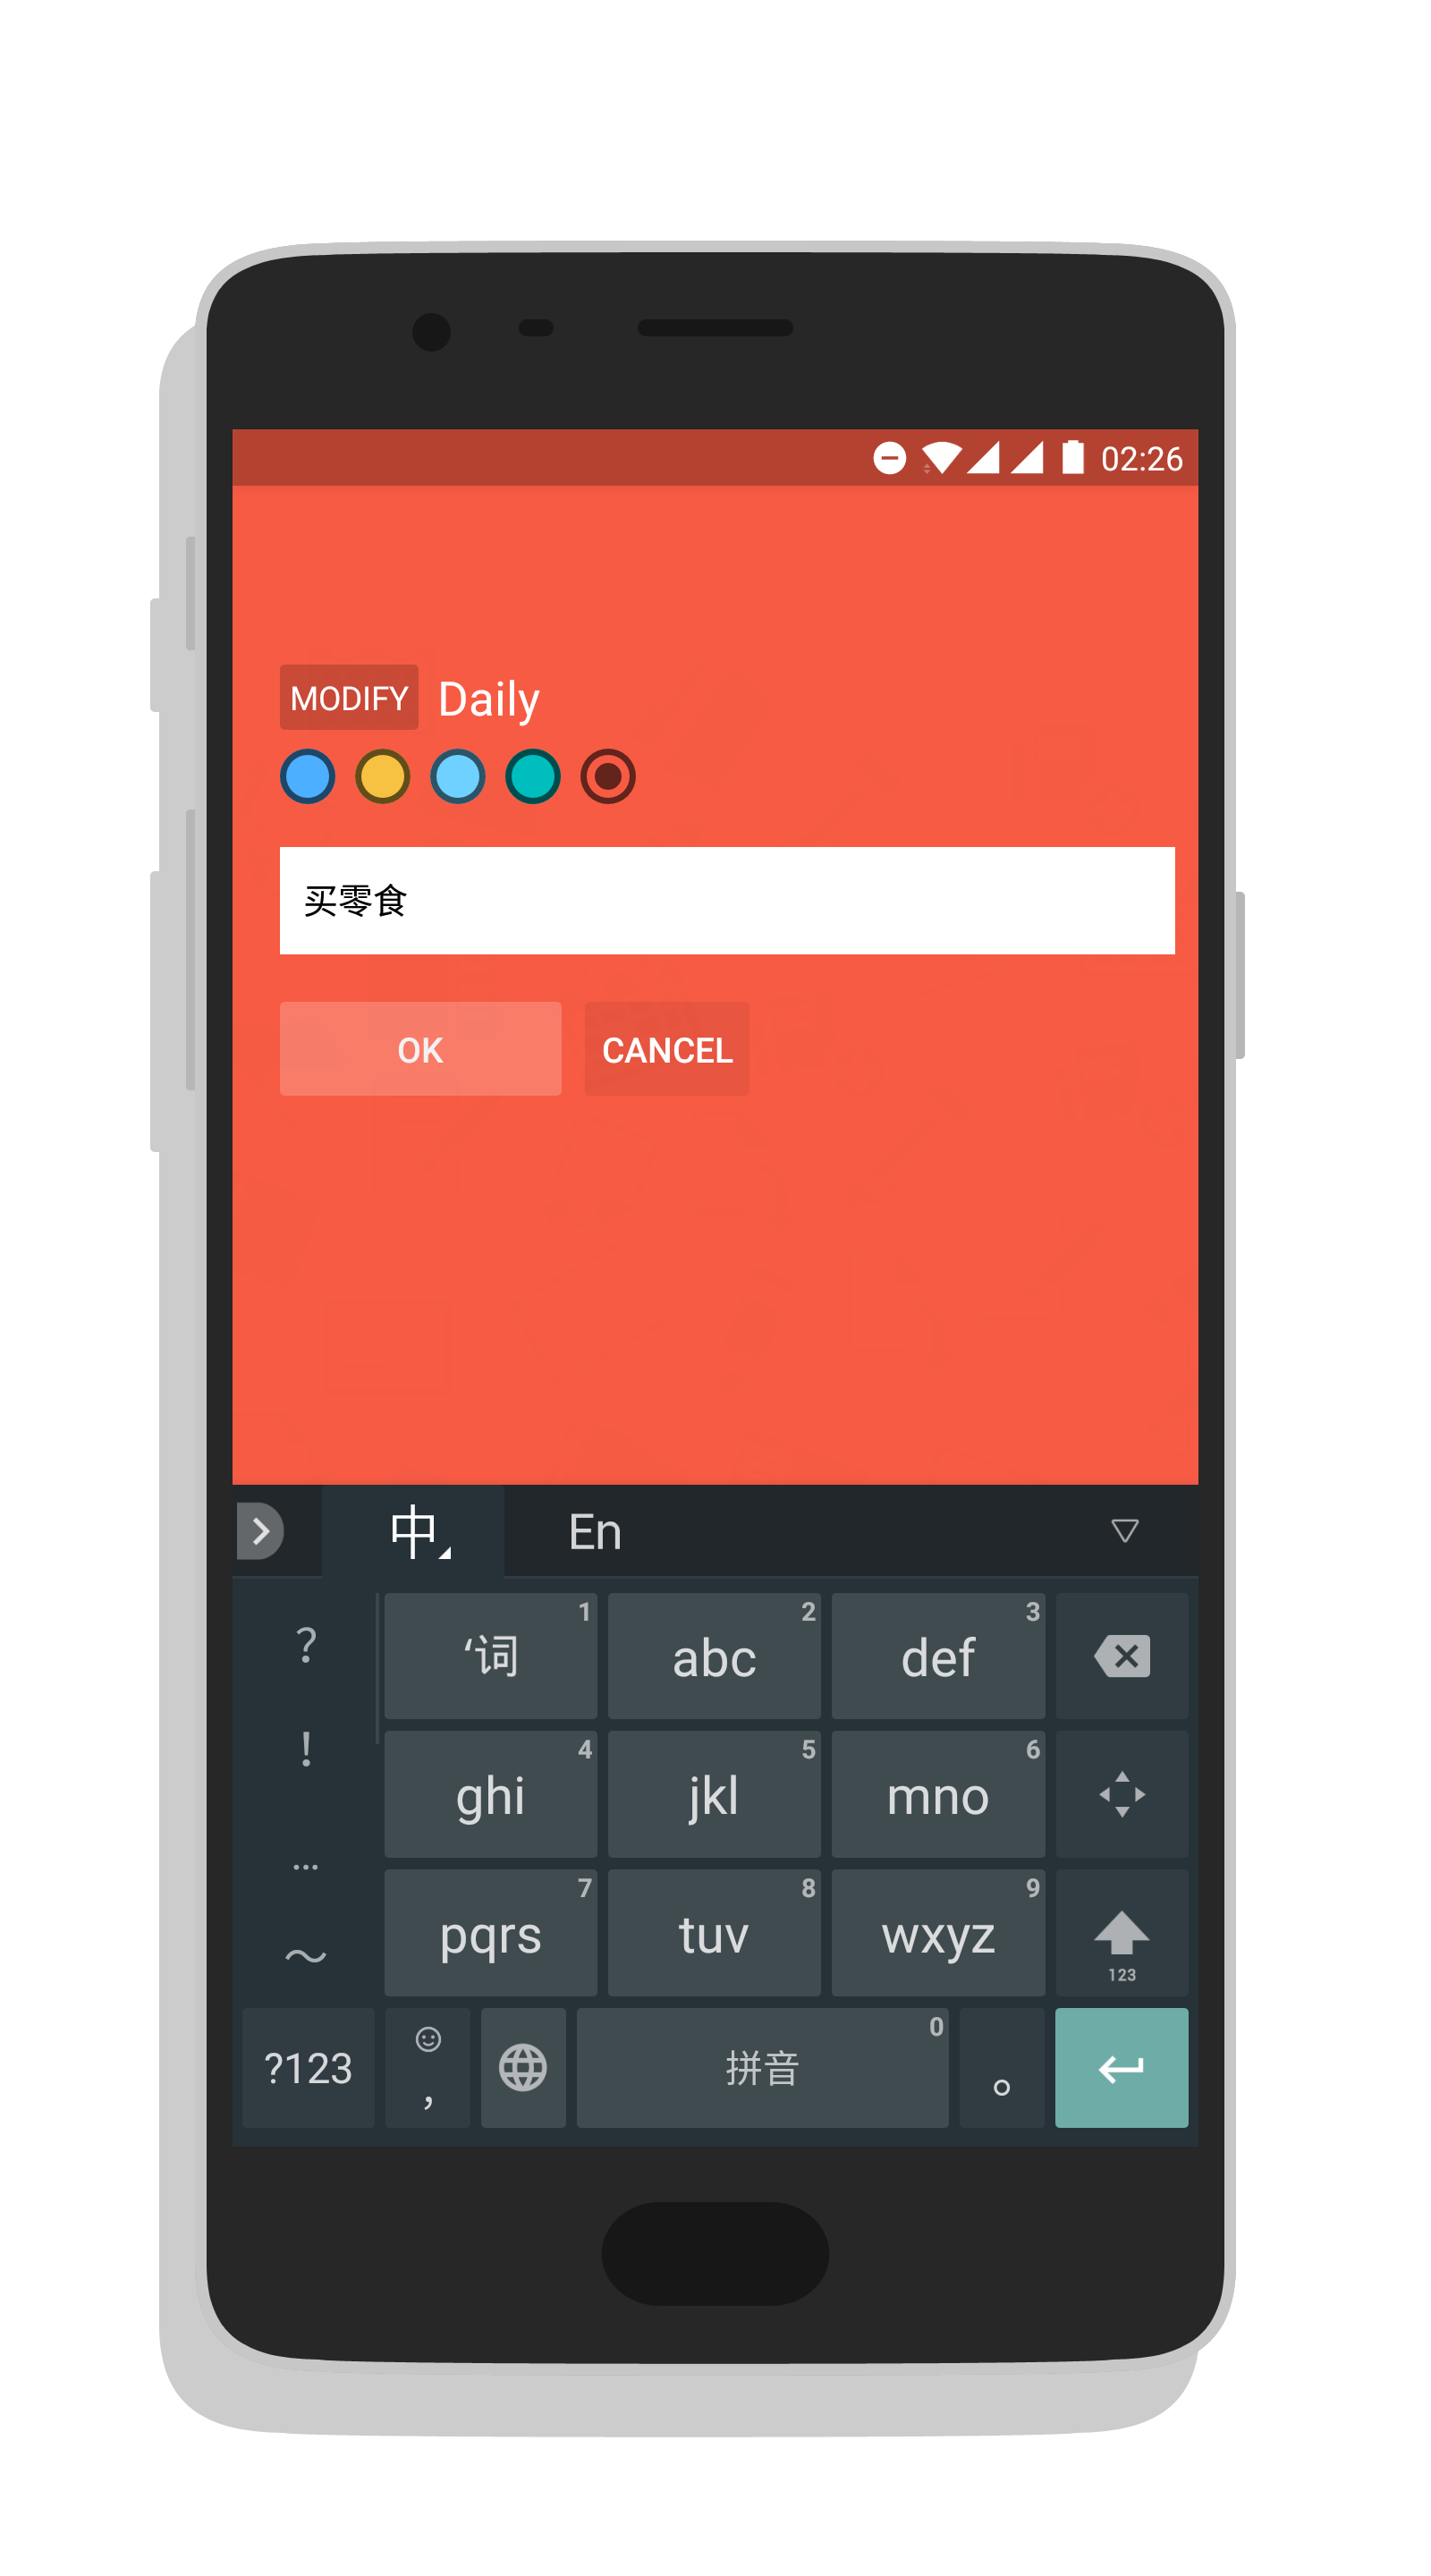 02:26
MODIFY Daily
买零食
OK CANCEL
中 En
? 1 ‘词 2 abc 3 def
! 4 ghi 5 jkl 6 mno
… 7 pqrs 8 tuv 9 wxyz 123
～
?123 , 拼音 0 。